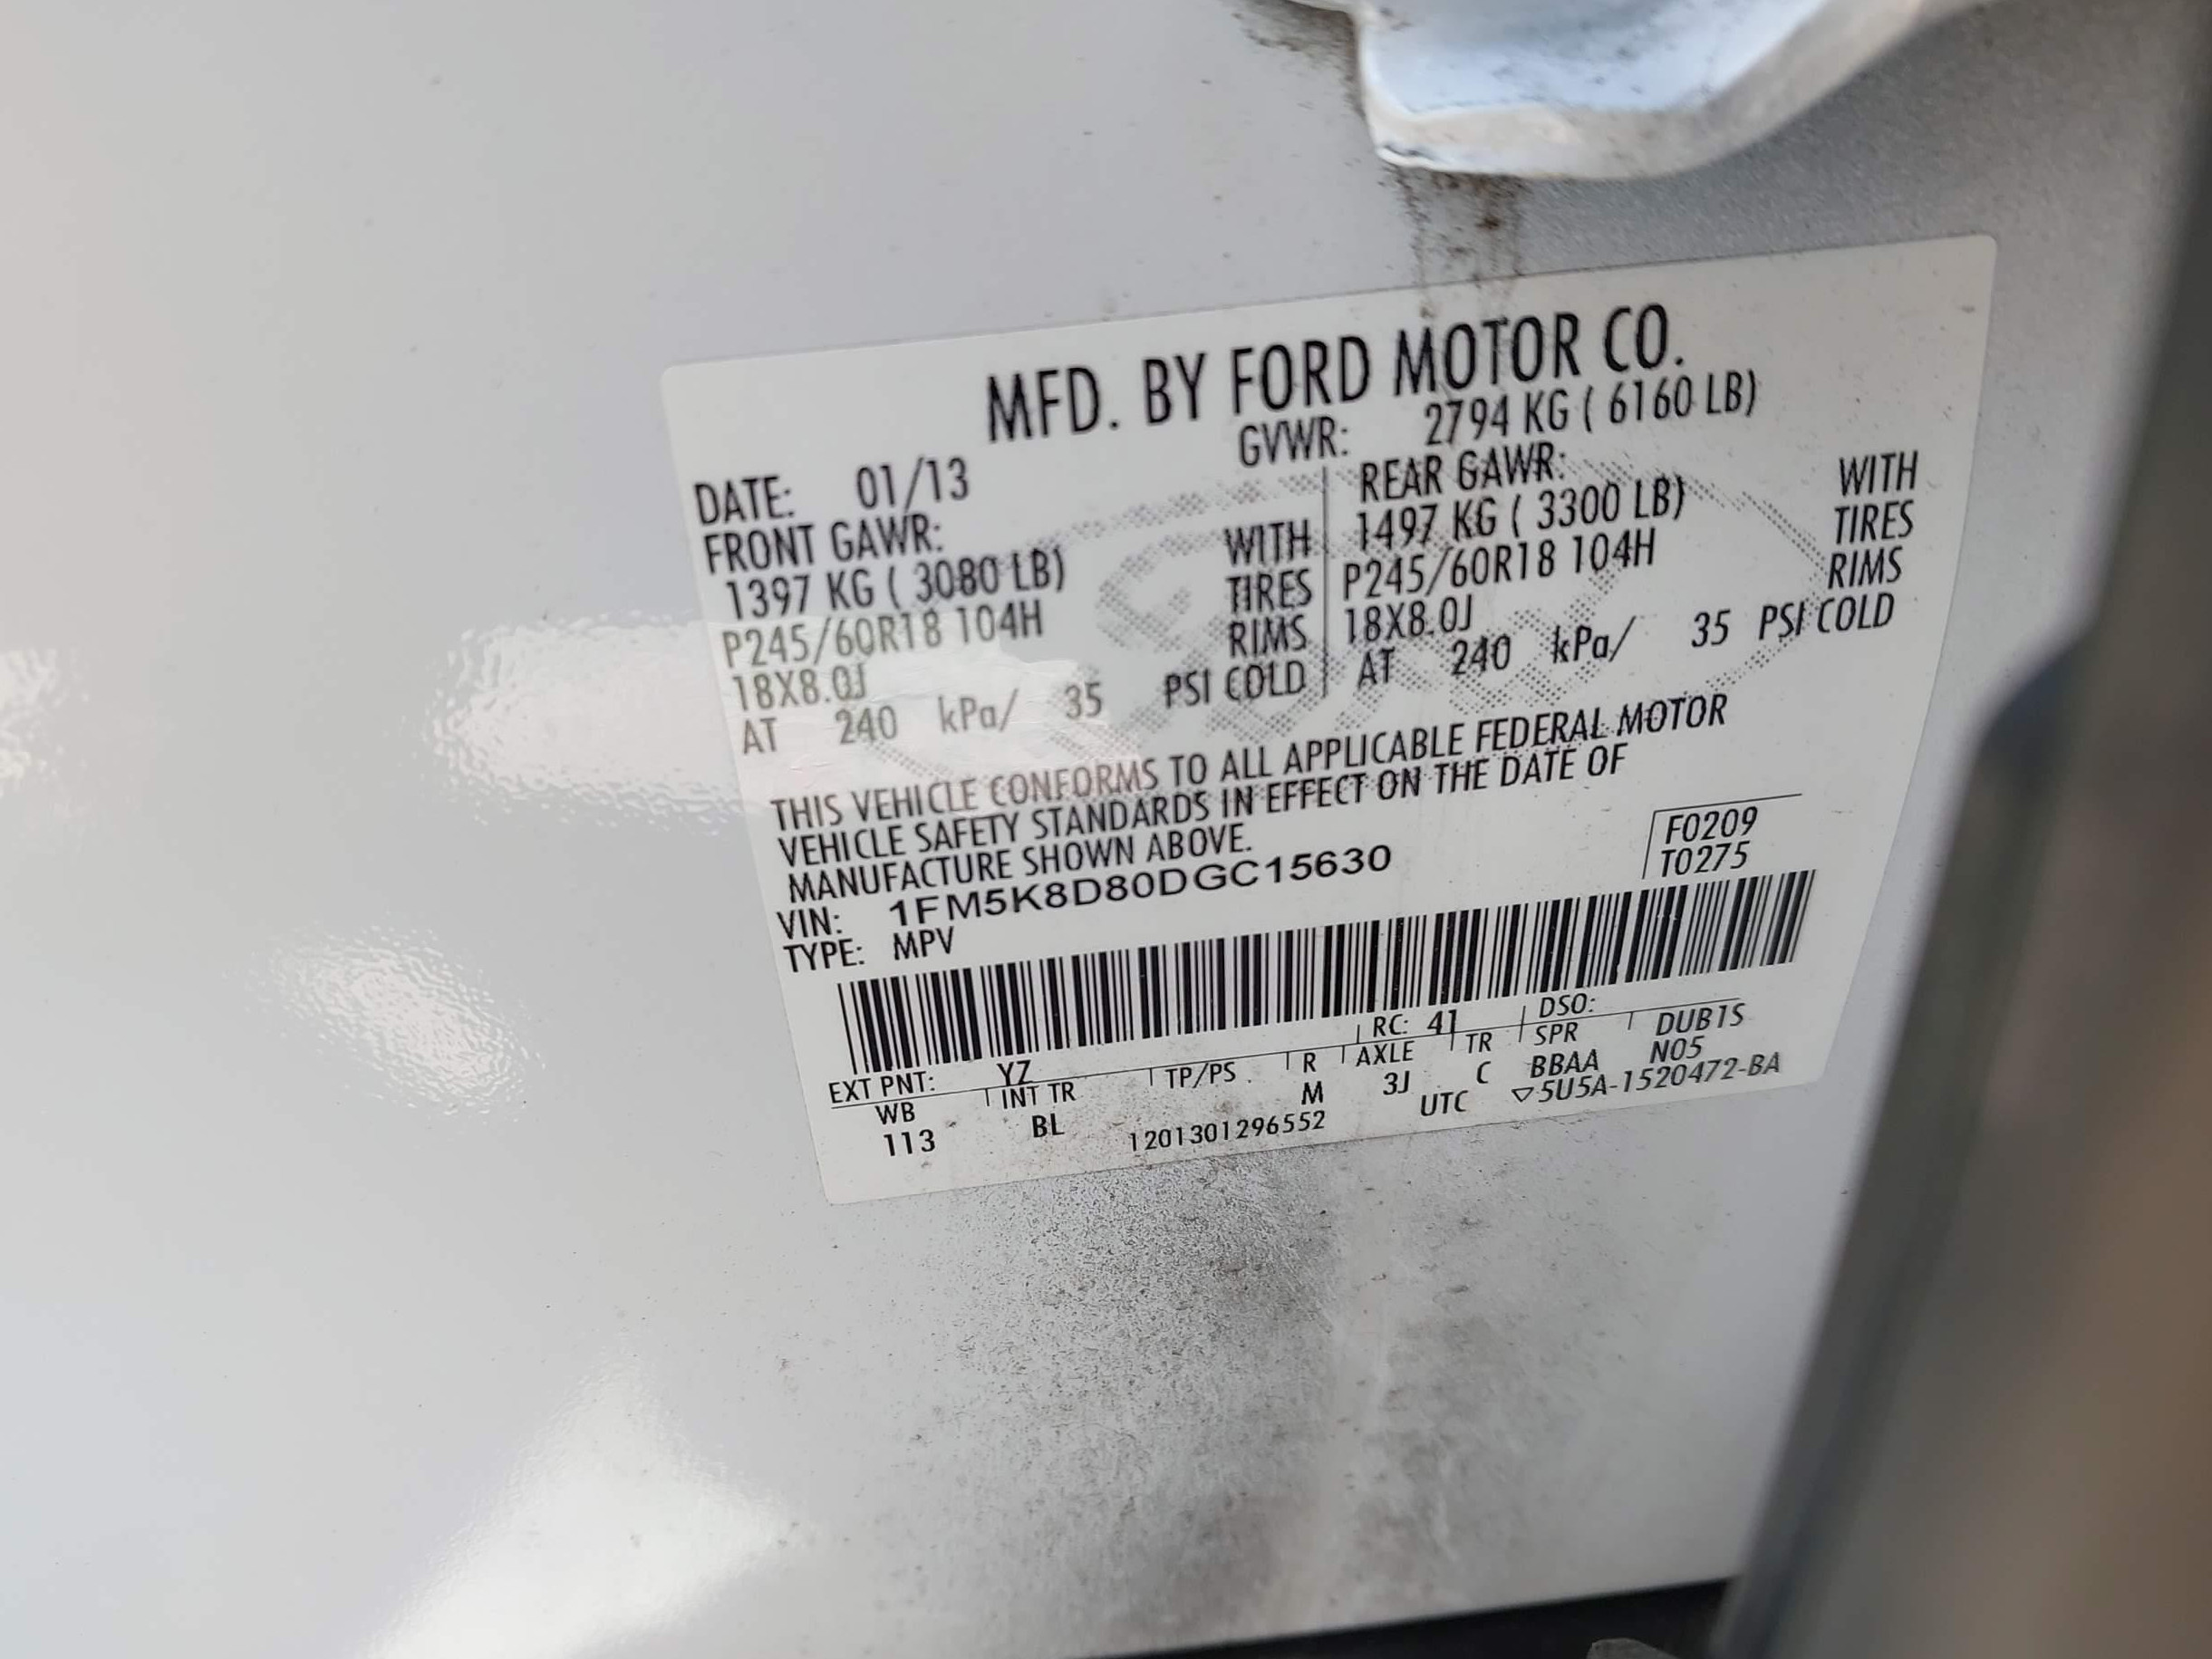 MFD. BY FORD MOTOR CO.
DATE: 01/13 GVWR: 2794 KG ( 6160 LB)
FRONT GAWR: REAR GAWR:
1397 KG ( 3080 LB) WITH 1497 KG ( 3300 LB) WITH
P245/60R18 104H TIRES P245/60R18 104H TIRES
18X8.0J RIMS 18X8.0J RIMS
AT 240 kPa/ 35 PSI COLD AT 240 kPa/ 35 PSI COLD
THIS VEHICLE CONFORMS TO ALL APPLICABLE FEDERAL MOTOR
VEHICLE SAFETY STANDARDS IN EFFECT ON THE DATE OF
MANUFACTURE SHOWN ABOVE.
VIN: 1FM5K8D80DGC15630 F0209
TYPE: MPV T0275
EXT PNT: YZ RC: 41 DSO:
WB INT TR TP/PS R AXLE TR SPR DUB1S
113 BL M 3J C BBAA N05
1201301296552 UTC ▽5U5A-1520472-BA